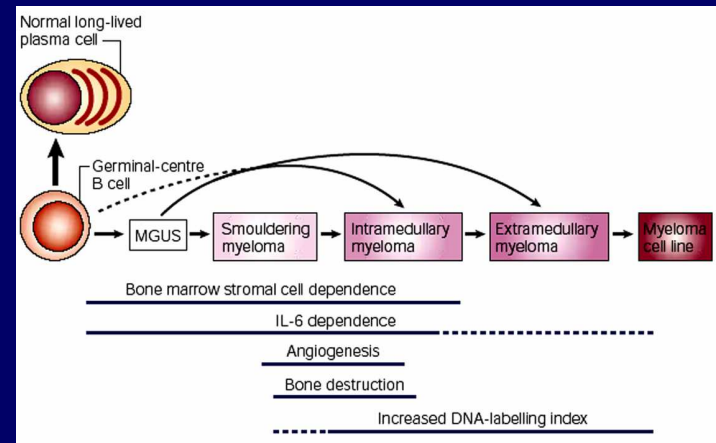 Normal long-lived
plasma cell
Germinal-centre
B cell
MGUS
Smouldering
myeloma
Intramedullary
myeloma
Extramedullary
myeloma
Myeloma
cell line
Bone marrow stromal cell dependence
IL-6 dependence
Angiogenesis
Bone destruction
Increased DNA-labelling index